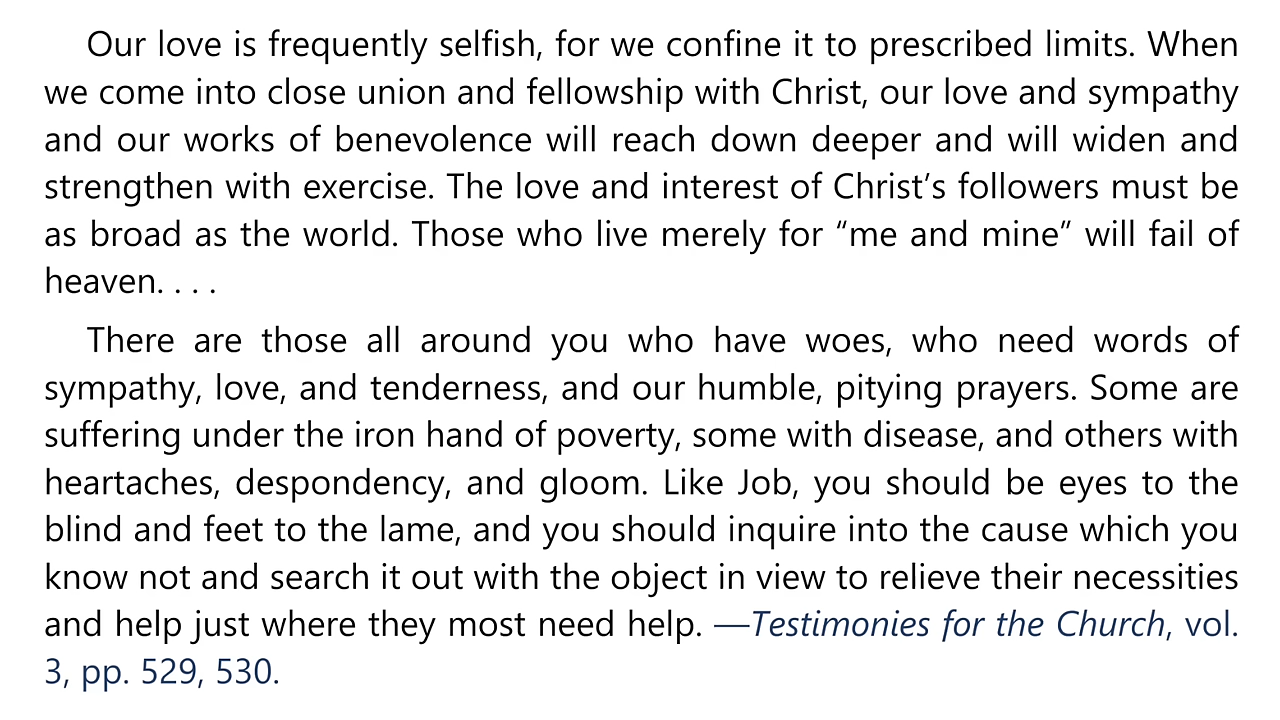 Our love is frequently selfish, for we confine it to prescribed limits. When
we come into close union and fellowship with Christ, our love and sympathy
and our works of benevolence will reach down deeper and will widen and
strengthen with exercise. The love and interest of Christ’s followers must be
as broad as the world. Those who live merely for “me and mine” will fail of
heaven. . . .
There are those all around you who have woes, who need words of
sympathy, love, and tenderness, and our humble, pitying prayers. Some are
suffering under the iron hand of poverty, some with disease, and others with
heartaches, despondency, and gloom. Like Job, you should be eyes to the
blind and feet to the lame, and you should inquire into the cause which you
know not and search it out with the object in view to relieve their necessities
and help just where they most need help. —Testimonies for the Church, vol.
3, pp. 529, 530.